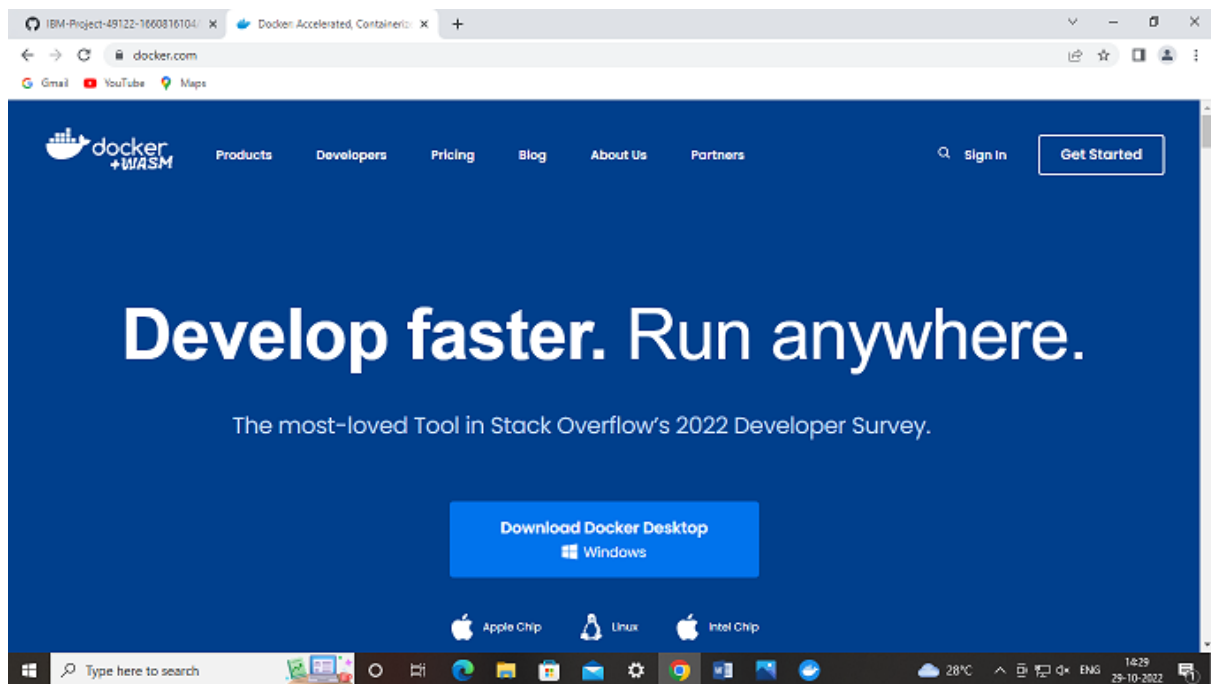 IBM-Project-49122-1660816104/
Docker: Accelerated, Containeriz
docker.com
Gmail YouTube Maps
docker
+WASM
Products Developers Pricing Blog About Us Partners Sign In Get Started
Develop faster. Run anywhere.
The most-loved Tool in Stack Overflow's 2022 Developer Survey.
Download Docker Desktop
Windows
Apple Chip Linux Intel Chip
Type here to search
28°C ENG 14:29
29-10-2022
1